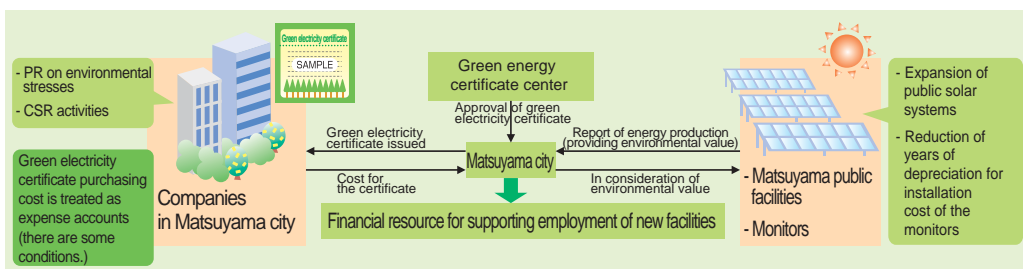 - PR on environmental
stresses
- CSR activities
Green electricity
certificate purchasing
cost is treated as
expense accounts
(there are some
conditions.)
Green electricity certificate
SAMPLE
Companies
in Matsuyama city
Green energy
certificate center
Approval of green
electricity certificate
Green electricity
certificate issued
Cost for
the certificate
Matsuyama city
Report of energy production
(providing environmental value)
In consideration of
environmental value
Financial resource for supporting employment of new facilities
- Matsuyama public
facilities
- Monitors
- Expansion of
public solar
systems
- Reduction of
years of
depreciation for
installation
cost of the
monitors